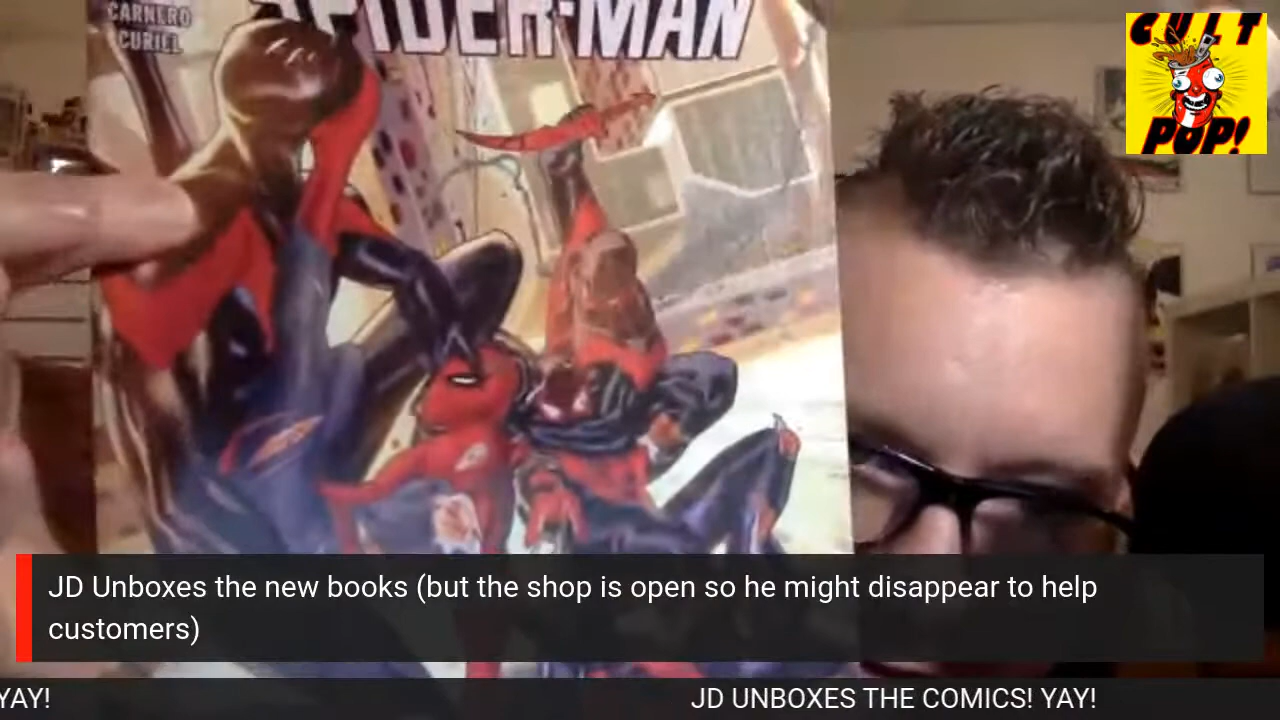 CARNERO
CURIEL
SPIDER-MAN
CULT
POP!
JD Unboxes the new books (but the shop is open so he might disappear to help
customers)
YAY!
JD UNBOXES THE COMICS! YAY!